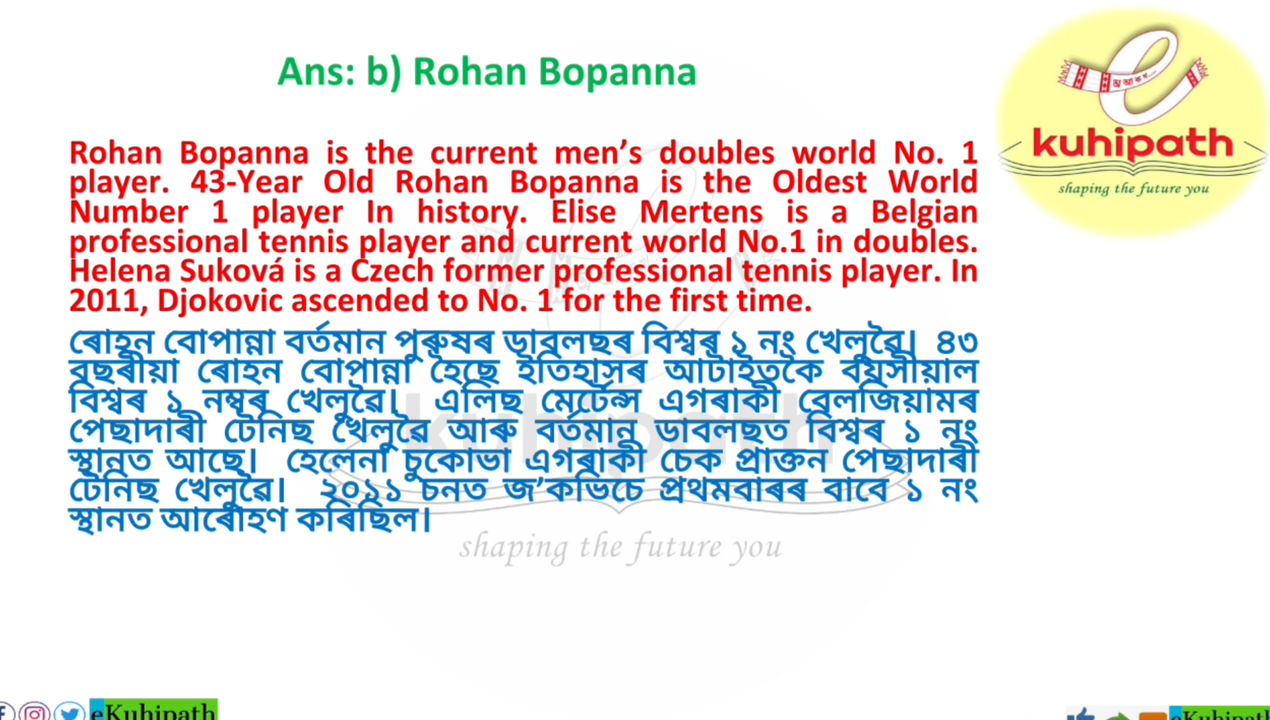 Ans: b) Rohan Bopanna
অ আ ক খ....
kuhipath
shaping the future you
Rohan Bopanna is the current men’s doubles world No. 1
player. 43-Year Old Rohan Bopanna is the Oldest World
Number 1 player In history. Elise Mertens is a Belgian
professional tennis player and current world No.1 in doubles.
Helena Suková is a Czech former professional tennis player. In
2011, Djokovic ascended to No. 1 for the first time.
ৰোহন বোপান্না বৰ্তমান পুৰুষৰ ডাবলছৰ বিশ্বৰ ১ নং খেলুৱৈ। ৪৩
বছৰীয়া ৰোহন বোপান্না হৈছে ইতিহাসৰ আটাইতকৈ বয়সীয়াল
বিশ্বৰ ১ নম্বৰ খেলুৱৈ। এলিছ মেৰ্টেন্স এগৰাকী বেলজিয়ামৰ
পেছাদাৰী টেনিছ খেলুৱৈ আৰু বৰ্তমান ডাবলছত বিশ্বৰ ১ নং
স্থানত আছে। হেলেনা চুকোভা এগৰাকী চেক প্ৰাক্তন পেছাদাৰী
টেনিছ খেলুৱৈ। ২০১১ চনত জ’কভিচে প্ৰথমবাৰৰ বাবে ১ নং
স্থানত আৰোহণ কৰিছিল।
kuhipath
shaping the future you
eKuhipath
eKuhipath